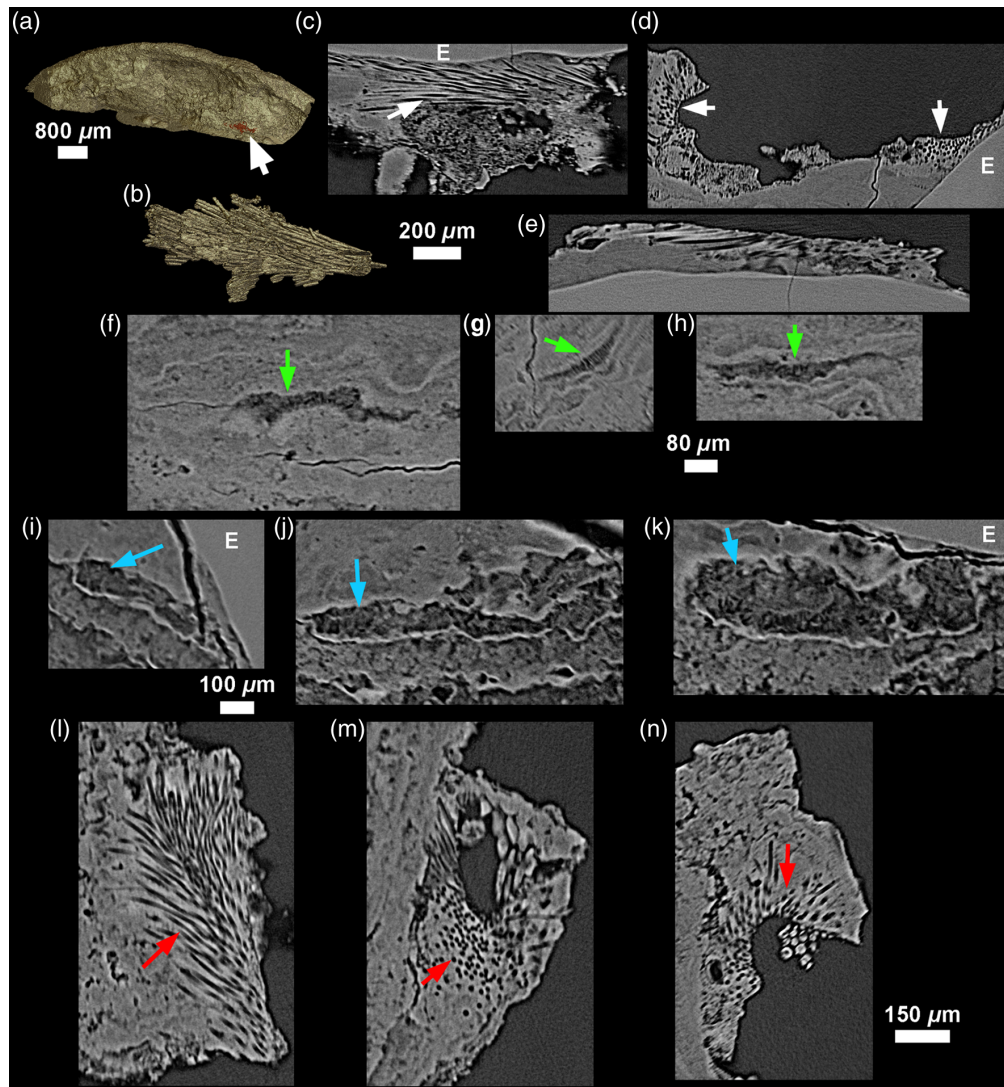 (a)
800 μm
(b)
(c)
E
(d)
E
200 μm
(e)
(f)
(g)
(h)
80 μm
(i)
E
(j)
(k)
E
100 μm
(l)
(m)
(n)
150 μm